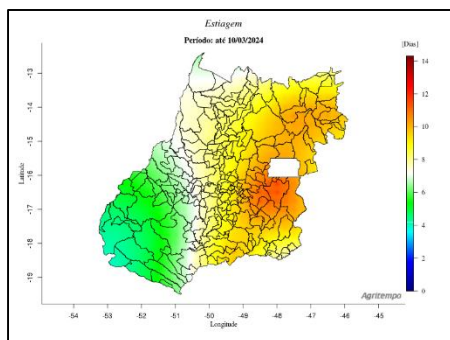 Estiagem
Período: até 10/03/2024
[Dias]
14
12
10
8
6
4
2
0
-13
-14
-15
-16
-17
-18
-19
Latitude
-54 -53 -52 -51 -50 -49 -48 -47 -46 -45
Longitude
Agritempo